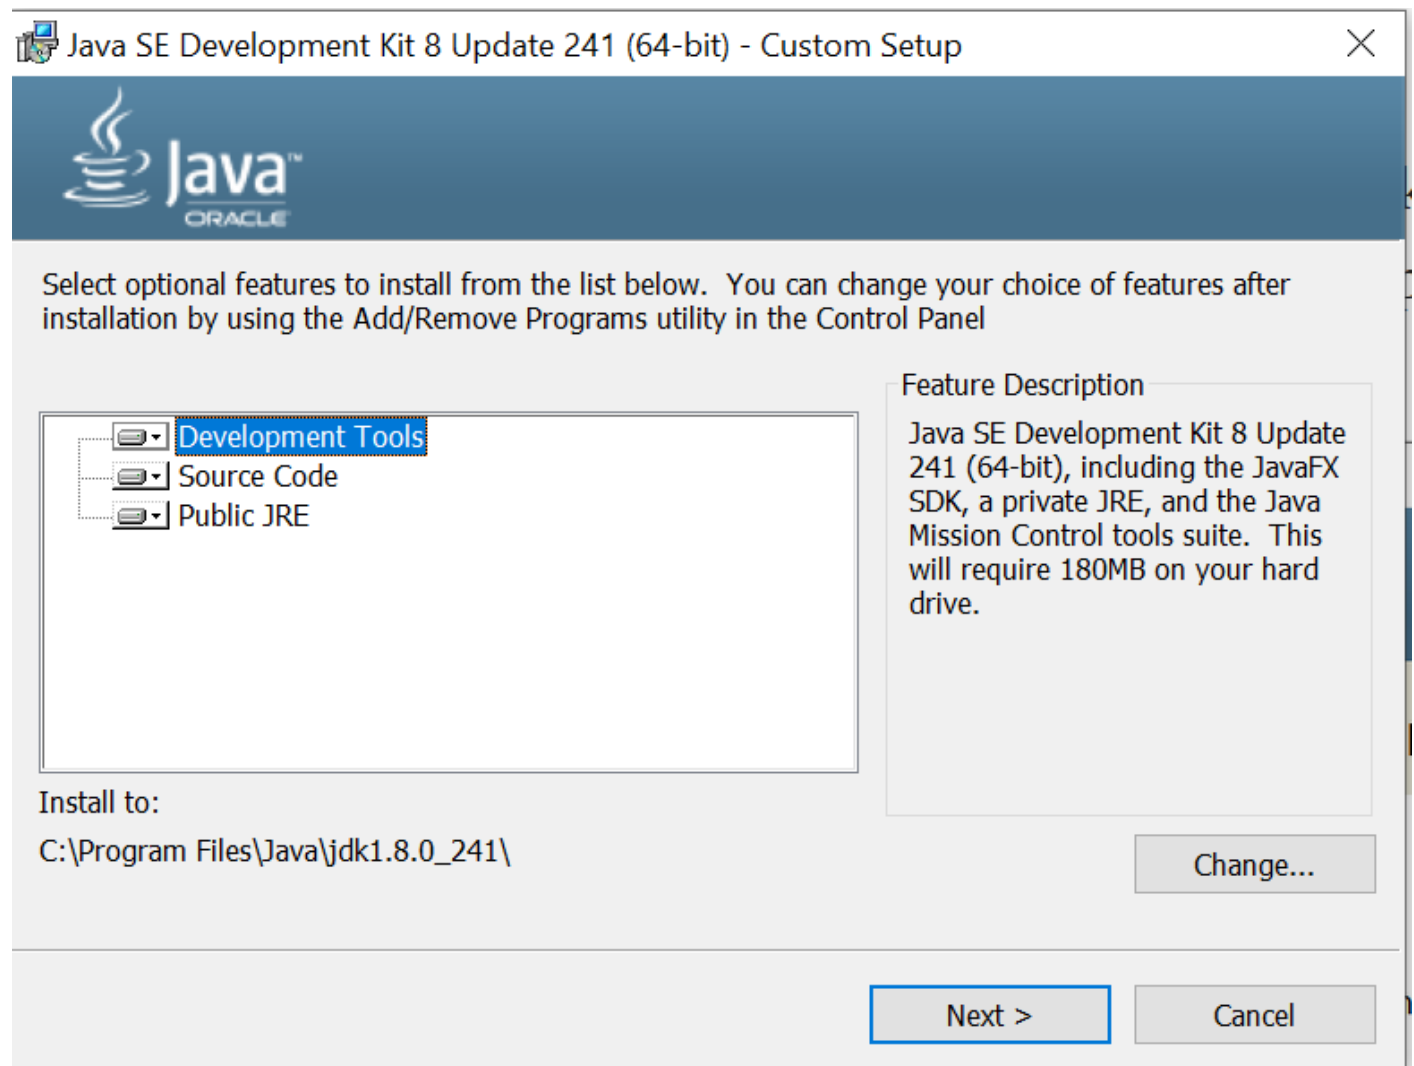 Java SE Development Kit 8 Update 241 (64-bit) - Custom Setup
Java™
ORACLE
Select optional features to install from the list below.  You can change your choice of features after
installation by using the Add/Remove Programs utility in the Control Panel
Development Tools
Source Code
Public JRE
Feature Description
Java SE Development Kit 8 Update
241 (64-bit), including the JavaFX
SDK, a private JRE, and the Java
Mission Control tools suite.  This
will require 180MB on your hard
drive.
Install to:
C:\Program Files\Java\jdk1.8.0_241\
Change...
Next >
Cancel